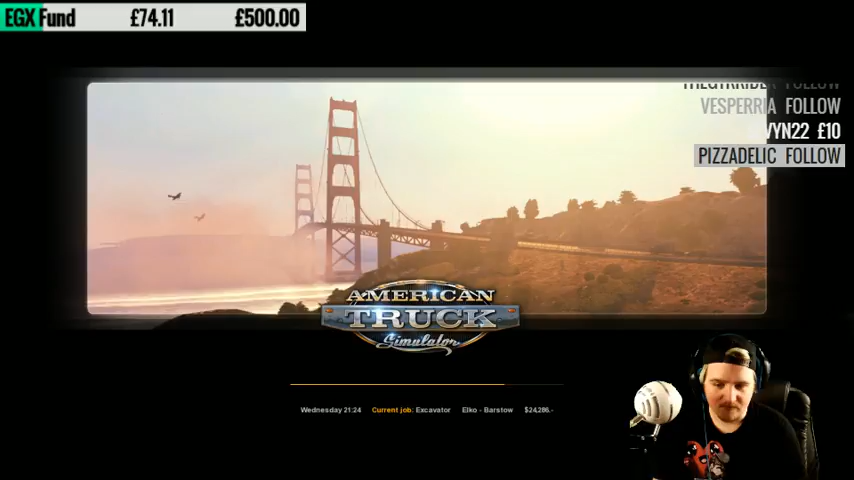 EGX Fund £74.11 £500.00
FOLLOW
VESPERRIA FOLLOW
VYN22 £10
PIZZADELIC FOLLOW
AMERICAN
TRUCK
Simulator
Wednesday 21:24 Current job: Excavator Elko - Barstow $24,286.-